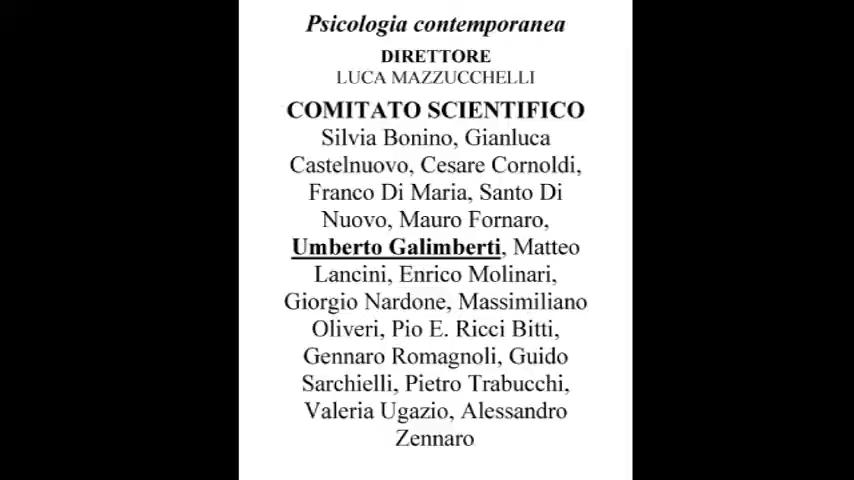 Psicologia contemporanea
DIRETTORE
LUCA MAZZUCCHELLI
COMITATO SCIENTIFICO
Silvia Bonino, Gianluca
Castelnuovo, Cesare Cornoldi,
Franco Di Maria, Santo Di
Nuovo, Mauro Fornaro,
Umberto Galimberti, Matteo
Lancini, Enrico Molinari,
Giorgio Nardone, Massimiliano
Oliveri, Pio E. Ricci Bitti,
Gennaro Romagnoli, Guido
Sarchielli, Pietro Trabucchi,
Valeria Ugazio, Alessandro
Zennaro